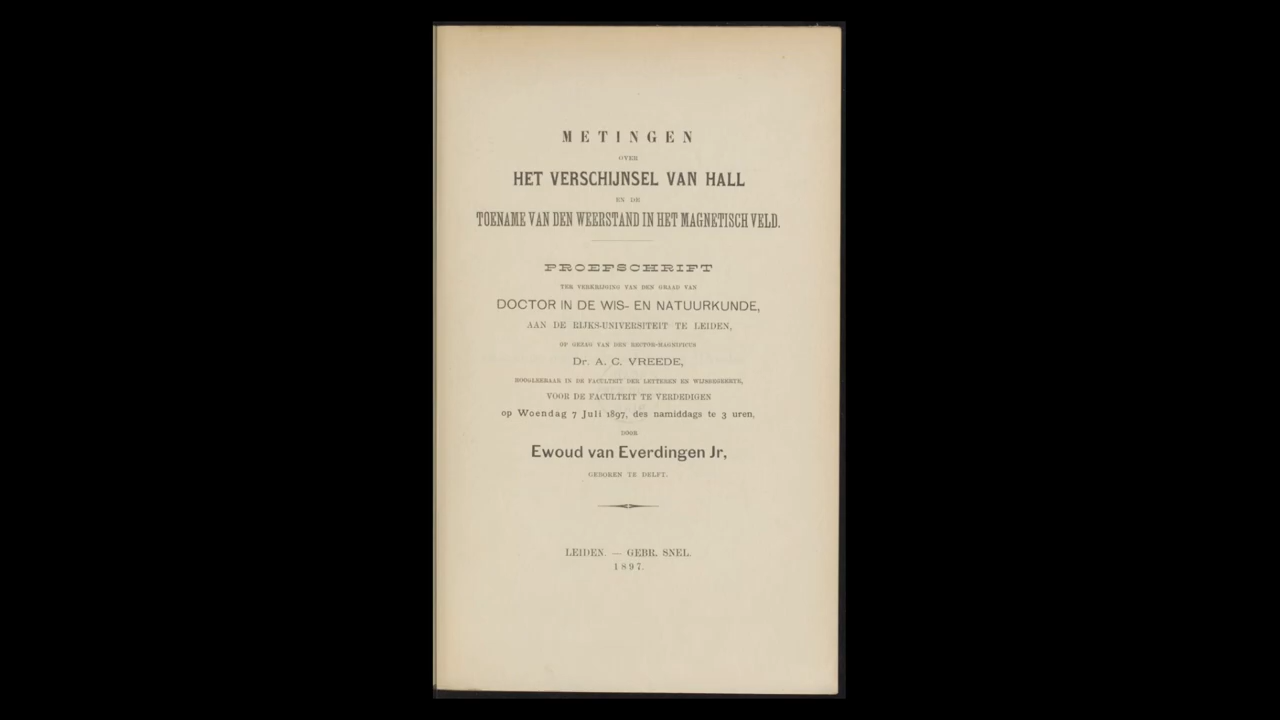 METINGEN
OVER
HET VERSCHIJNSEL VAN HALL
EN DE
TOENAME VAN DEN WEERSTAND IN HET MAGNETISCH VELD.
PROEFSCHRIFT
TER VERKRIJGING VAN DEN GRAAD VAN
DOCTOR IN DE WIS- EN NATUURKUNDE,
AAN DE RIJKS-UNIVERSITEIT TE LEIDEN,
OP GEZAG VAN DEN RECTOR-MAGNIFICUS
Dr. A. C. VREEDE,
HOOGLEERAAR IN DE FACULTEIT DER LETTEREN EN WIJSBEGEERTE,
VOOR DE FACULTEIT TE VERDEDIGEN
op Woendag 7 Juli 1897, des namiddags te 3 uren,
DOOR
Ewoud van Everdingen Jr,
GEBOREN TE DELFT.
LEIDEN. — GEBR. SNEL.
1897.